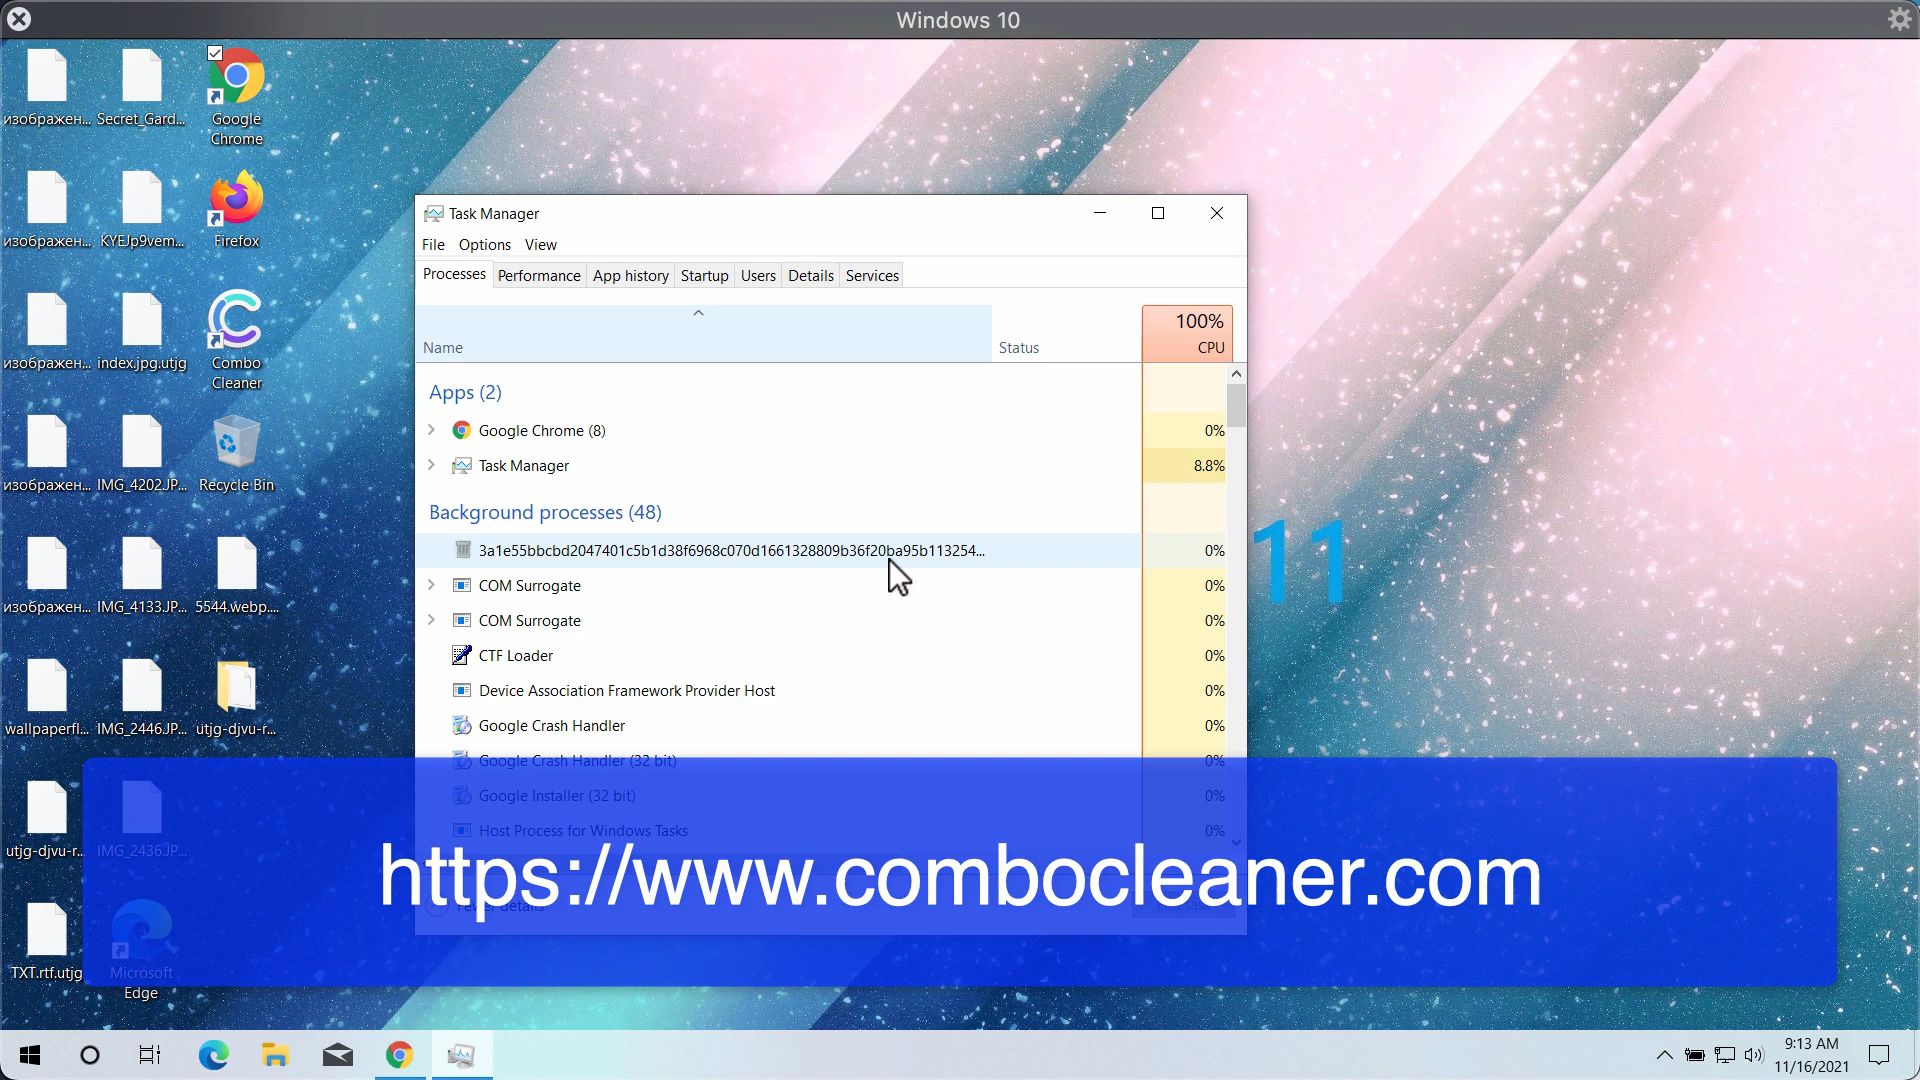 Windows 10
изображен...
Secret_Gard...
Google
Chrome
изображен...
KYEJp9vem...
Firefox
изображен...
index.jpg.utjg
Combo
Cleaner
изображен...
IMG_4202.JP...
Recycle Bin
изображен...
IMG_4133.JP...
5544.webp....
wallpaperfl...
IMG_2446.JP...
utjg-djvu-r...
utjg-djvu-r...
IMG_2436.JP...
TXT.rtf.utjg
Microsoft
Edge
Task Manager
File Options View
Processes Performance App history Startup Users Details Services
100%
Name Status CPU
Apps (2)
Google Chrome (8) 0%
Task Manager 8.8%
Background processes (48)
3a1e55bbcbd2047401c5b1d38f6968c070d1661328809b36f20ba95b113254... 0%
COM Surrogate 0%
COM Surrogate 0%
CTF Loader 0%
Device Association Framework Provider Host 0%
Google Crash Handler 0%
Google Crash Handler (32 bit) 0%
Google Installer (32 bit) 0%
Host Process for Windows Tasks 0%
Fewer details
11
https://www.combocleaner.com
9:13 AM
11/16/2021